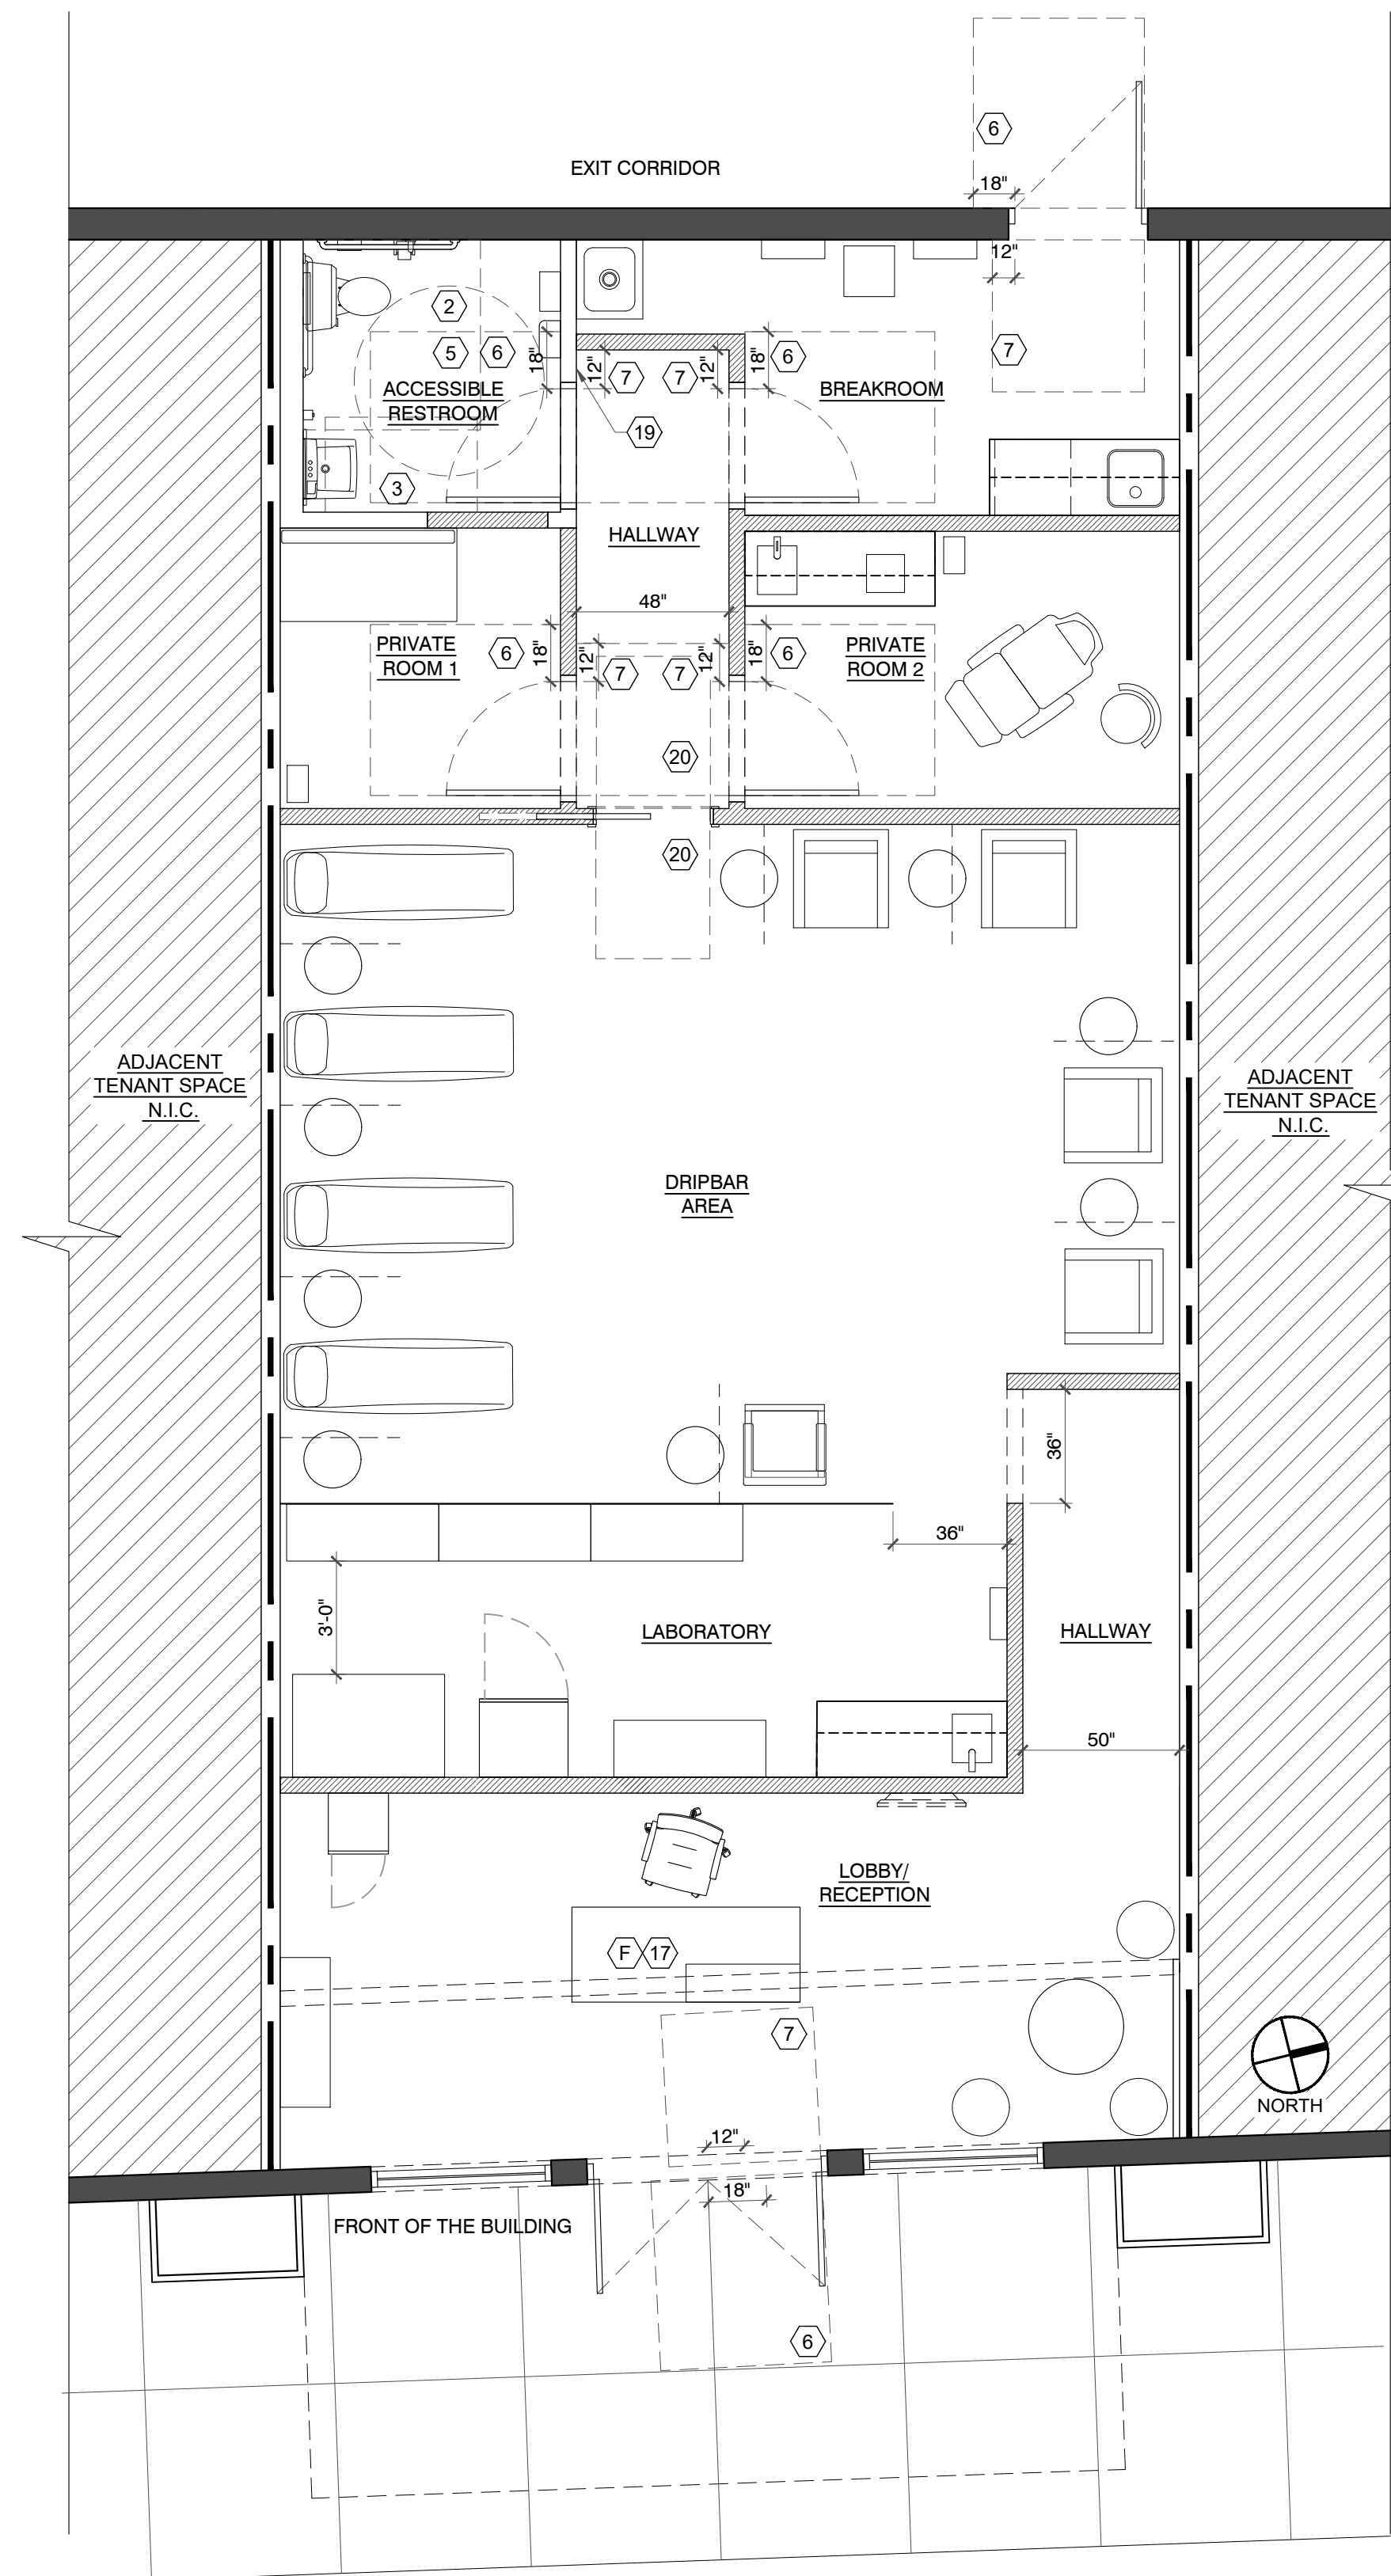 6
EXIT CORRIDOR
18"
12"
2
5
6
18"
12"
7
7
12"
18"
6
7
ACCESSIBLE
RESTROOM
BREAKROOM
19
3
HALLWAY
48"
PRIVATE
ROOM 1
6
18"
12"
7
7
12"
18"
6
PRIVATE
ROOM 2
20
20
ADJACENT
TENANT SPACE
N.I.C.
ADJACENT
TENANT SPACE
N.I.C.
DRIPBAR
AREA
36"
36"
3'-0"
LABORATORY
HALLWAY
50"
LOBBY/
RECEPTION
F
17
7
NORTH
12"
18"
FRONT OF THE BUILDING
6